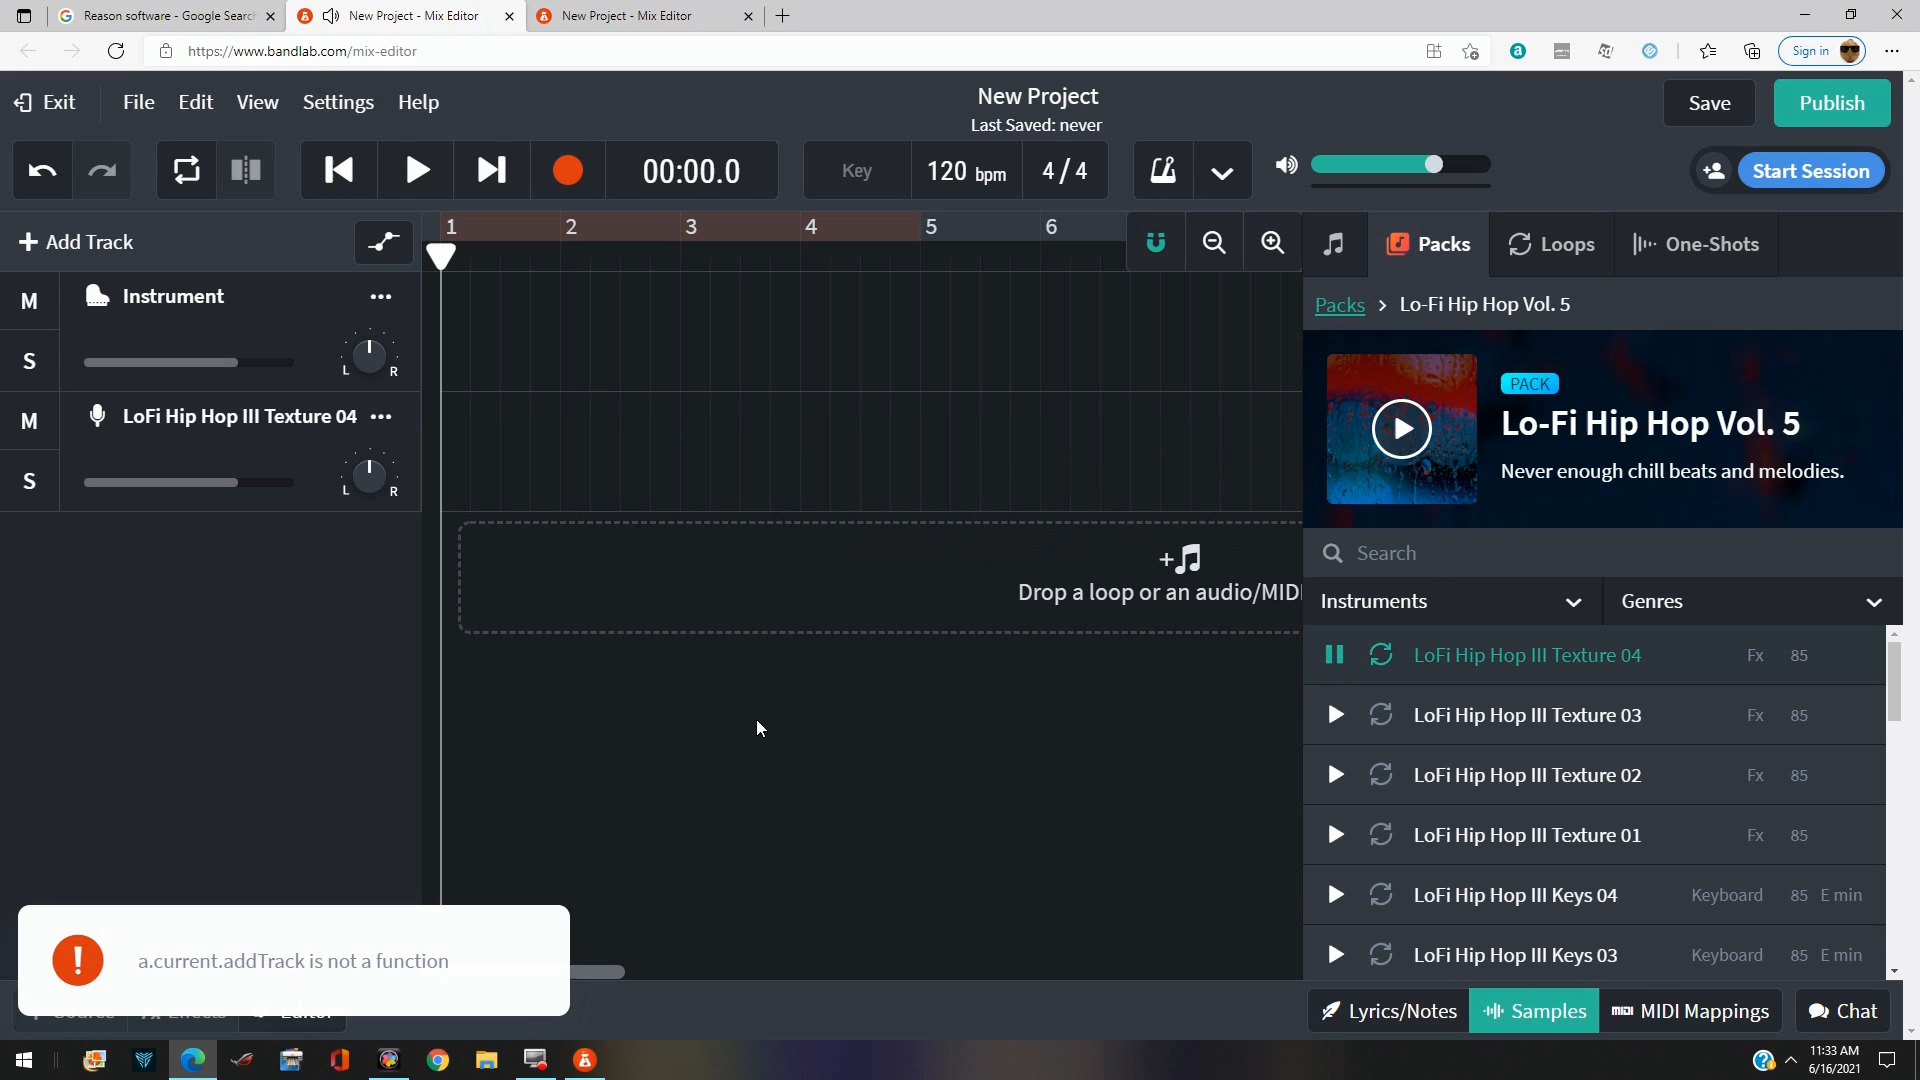 Reason software - Google Search
New Project - Mix Editor
New Project - Mix Editor
https://www.bandlab.com/mix-editor
Sign in
Exit
File
Edit
View
Settings
Help
New Project
Last Saved: never
Save
Publish
00:00.0
Key
120 bpm
4 / 4
Start Session
Add Track
1 2 3 4 5 6
Packs
Loops
One-Shots
M
Instrument
S
L R
M
LoFi Hip Hop III Texture 04
S
L R
Drop a loop or an audio/MIDI
Packs > Lo-Fi Hip Hop Vol. 5
PACK
Lo-Fi Hip Hop Vol. 5
Never enough chill beats and melodies.
Search
Instruments
Genres
LoFi Hip Hop III Texture 04 Fx 85
LoFi Hip Hop III Texture 03 Fx 85
LoFi Hip Hop III Texture 02 Fx 85
LoFi Hip Hop III Texture 01 Fx 85
LoFi Hip Hop III Keys 04 Keyboard 85 E min
LoFi Hip Hop III Keys 03 Keyboard 85 E min
a.current.addTrack is not a function
Lyrics/Notes
Samples
MIDI Mappings
Chat
11:33 AM
6/16/2021